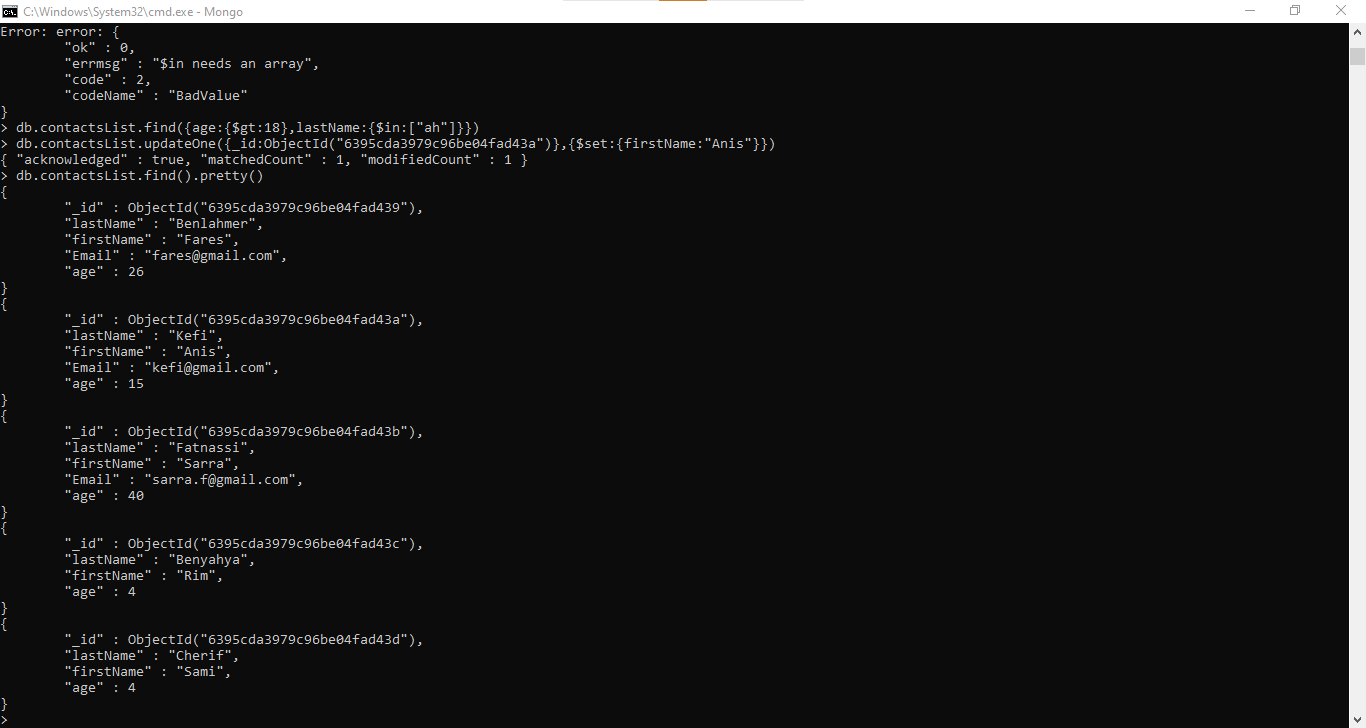 C:\Windows\System32\cmd.exe - Mongo
Error: error: {
        "ok" : 0,
        "errmsg" : "$in needs an array",
        "code" : 2,
        "codeName" : "BadValue"
}
> db.contactsList.find({age:{$gt:18},lastName:{$in:["ah"]}})
> db.contactsList.updateOne({_id:ObjectId("6395cda3979c96be04fad43a")},{$set:{firstName:"Anis"}})
{ "acknowledged" : true, "matchedCount" : 1, "modifiedCount" : 1 }
> db.contactsList.find().pretty()
{
        "_id" : ObjectId("6395cda3979c96be04fad439"),
        "lastName" : "Benlahmer",
        "firstName" : "Fares",
        "Email" : "fares@gmail.com",
        "age" : 26
}
{
        "_id" : ObjectId("6395cda3979c96be04fad43a"),
        "lastName" : "Kefi",
        "firstName" : "Anis",
        "Email" : "kefi@gmail.com",
        "age" : 15
}
{
        "_id" : ObjectId("6395cda3979c96be04fad43b"),
        "lastName" : "Fatnassi",
        "firstName" : "Sarra",
        "Email" : "sarra.f@gmail.com",
        "age" : 40
}
{
        "_id" : ObjectId("6395cda3979c96be04fad43c"),
        "lastName" : "Benyahya",
        "firstName" : "Rim",
        "age" : 4
}
{
        "_id" : ObjectId("6395cda3979c96be04fad43d"),
        "lastName" : "Cherif",
        "firstName" : "Sami",
        "age" : 4
}
>